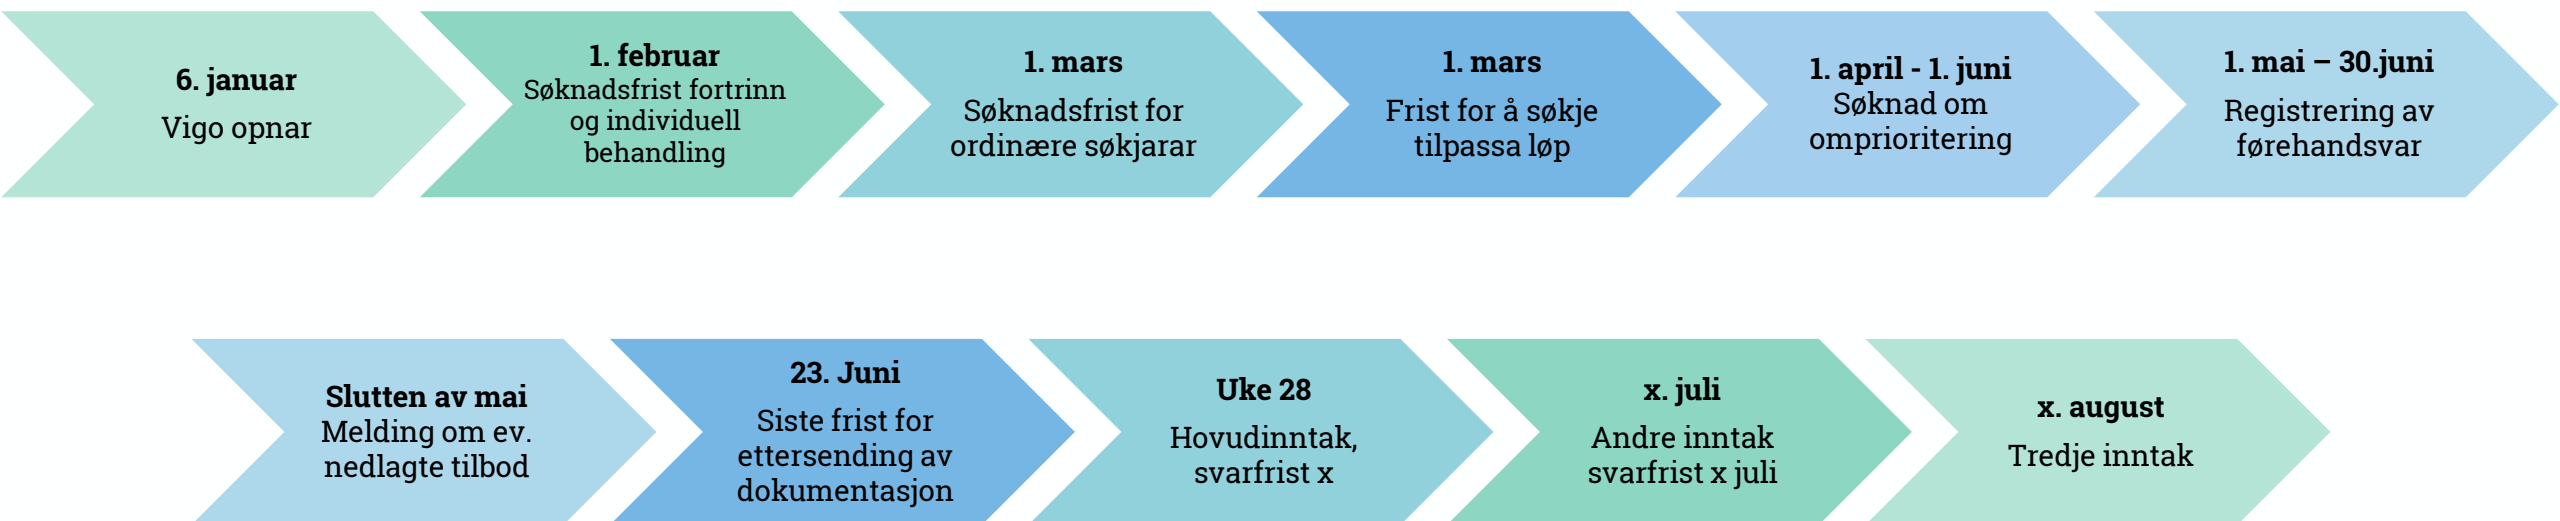 6. januar
Vigo opnar
1. februar
Søknadsfrist fortrinn
og individuell
behandling
1. mars
Søknadsfrist for
ordinære søkjarar
1. mars
Frist for å søkje
tilpassa løp
1. april - 1. juni
Søknad om
omprioritering
1. mai – 30.juni
Registrering av
førehandsvar
Slutten av mai
Melding om ev.
nedlagte tilbod
23. Juni
Siste frist for
ettersending av
dokumentasjon
Uke 28
Hovudinntak,
svarfrist x
x. juli
Andre inntak
svarfrist x juli
x. august
Tredje inntak